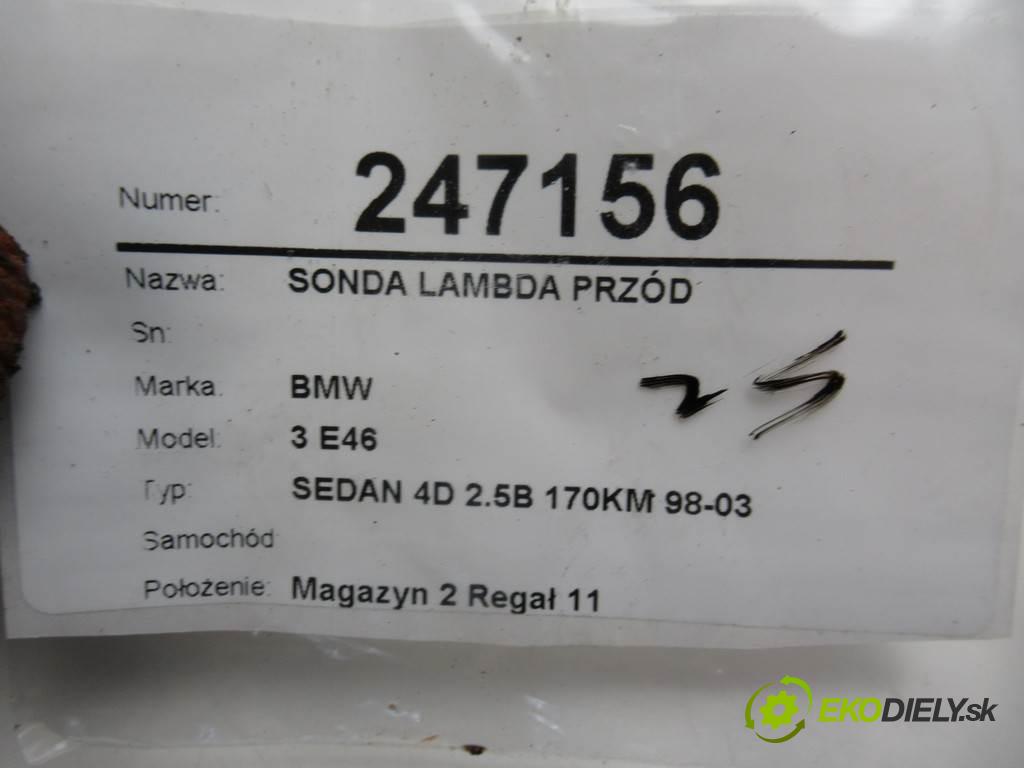 Numer: 247156
Nazwa: SONDA LAMBDA PRZÓD
Sn:
Marka: BMW
25
Model: 3 E46
Typ: SEDAN 4D 2.5B 170KM 98-03
Samochód
Położenie: Magazyn 2 Regał 11
EKODIELY.sk